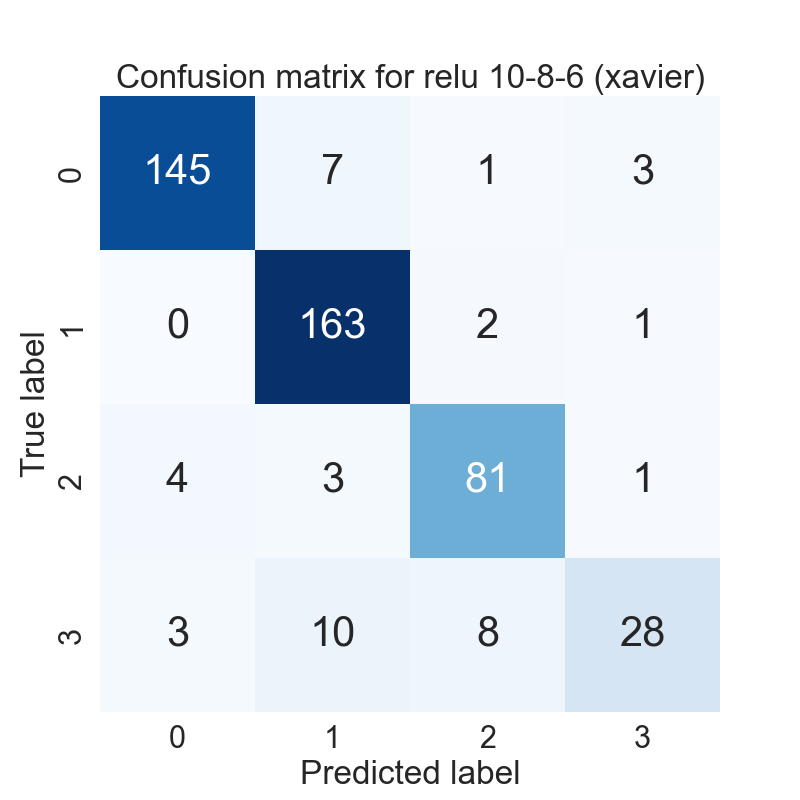 Confusion matrix for relu 10-8-6 (xavier)
True label
0 145 7 1 3
1 0 163 2 1
2 4 3 81 1
3 3 10 8 28
0 1 2 3
Predicted label